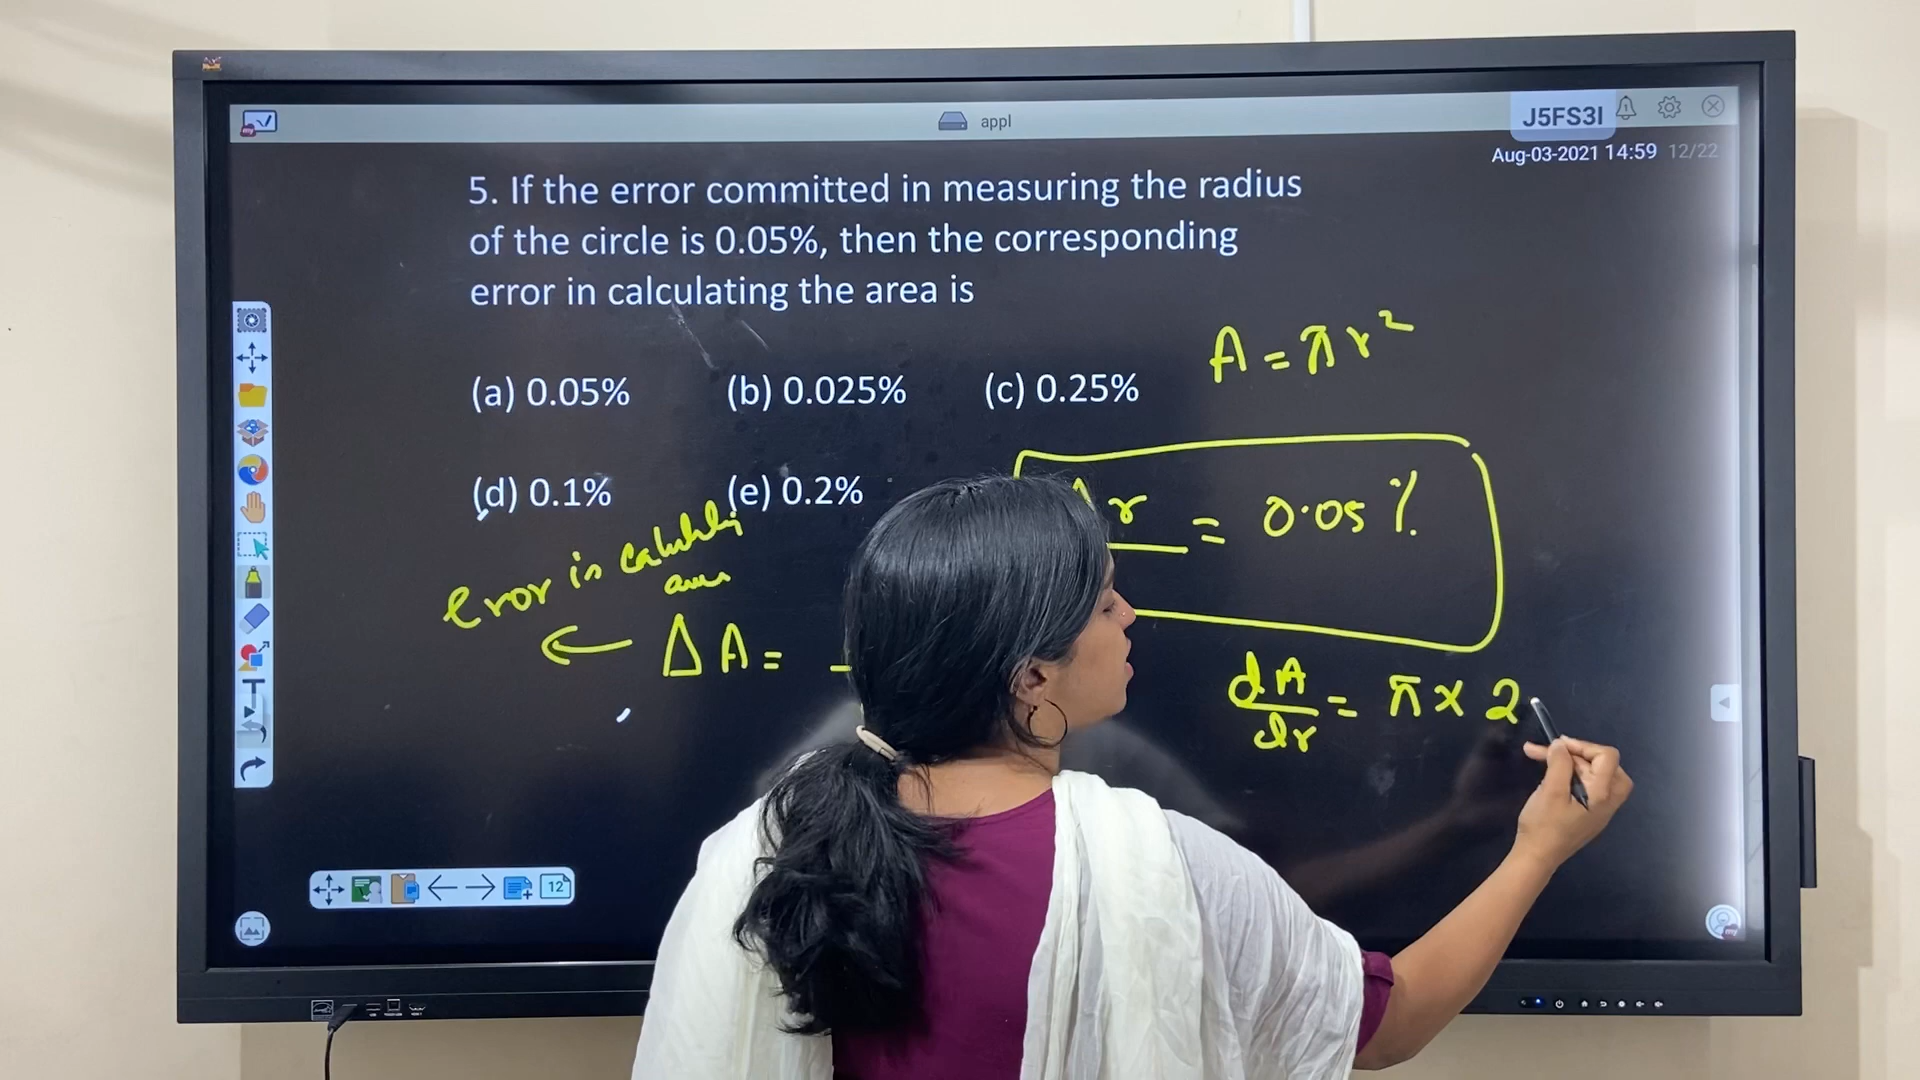 appl
J5FS3I
Aug-03-2021 14:59 12/22
5. If the error committed in measuring the radius
of the circle is 0.05%, then the corresponding
error in calculating the area is
A = πr²
(a) 0.05% (b) 0.025% (c) 0.25%
(d) 0.1% (e) 0.2%
r = 0.05 %
error in
ΔA =
dA/dr = π × 2
12